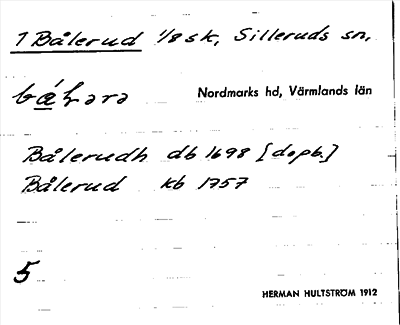 1 Bålerud 1/8 sk, Silleruds sn,
Nordmarks hd, Värmlands län
Bålerudh db 1698 [dopb.]
Bålerud kb 1757
5
HERMAN HULTSTRÖM 1912